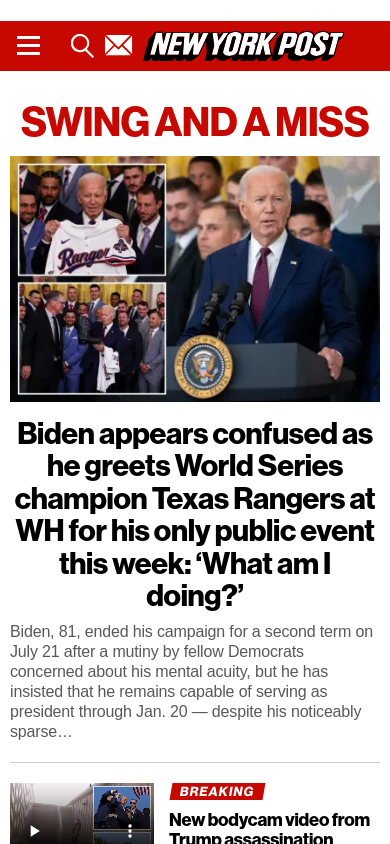 NEW YORK POST
SWING AND A MISS
Rangers
Biden appears confused as
he greets World Series
champion Texas Rangers at
WH for his only public event
this week: ‘What am I
doing?’
Biden, 81, ended his campaign for a second term on
July 21 after a mutiny by fellow Democrats
concerned about his mental acuity, but he has
insisted that he remains capable of serving as
president through Jan. 20 — despite his noticeably
sparse…
BREAKING
New bodycam video from
Trump assassination